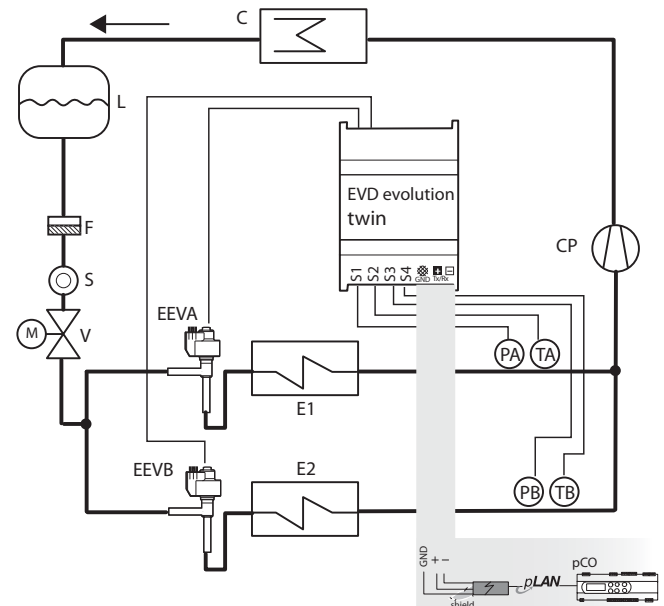 C
L
EVD evolution
twin
F
CP
S1
S2
S3
S4
GND
Tx/Rx
S
EEVA
M
V
PA
TA
E1
EEVB
E2
PB
TB
GND
+
−
pCO
pLAN
shield